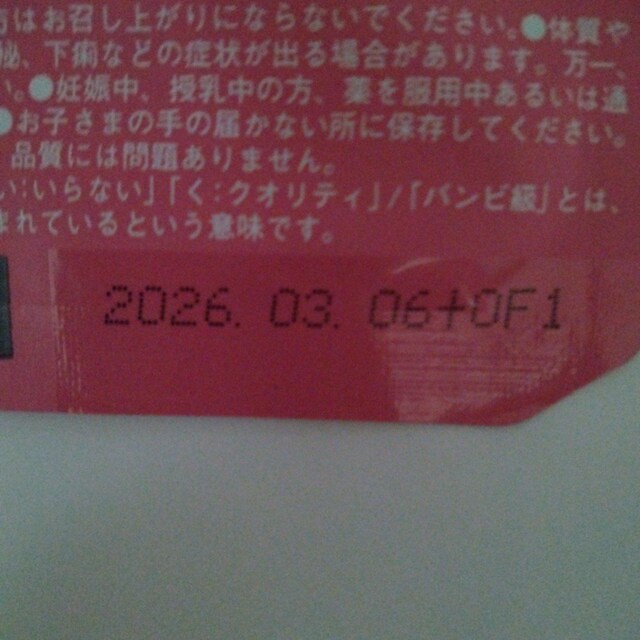 はお召し上がりにならないでください。●体質や
秘、下痢などの症状が出る場合があります。万一、
い。●妊娠中、授乳中の方、薬を服用中あるいは通
●お子さまの手の届かない所に保存してください。
品質には問題ありません。
い:いらない」「く:クオリティ」/「バンビ級」とは、
まれているという意味です。
2026. 03. 06+OF1